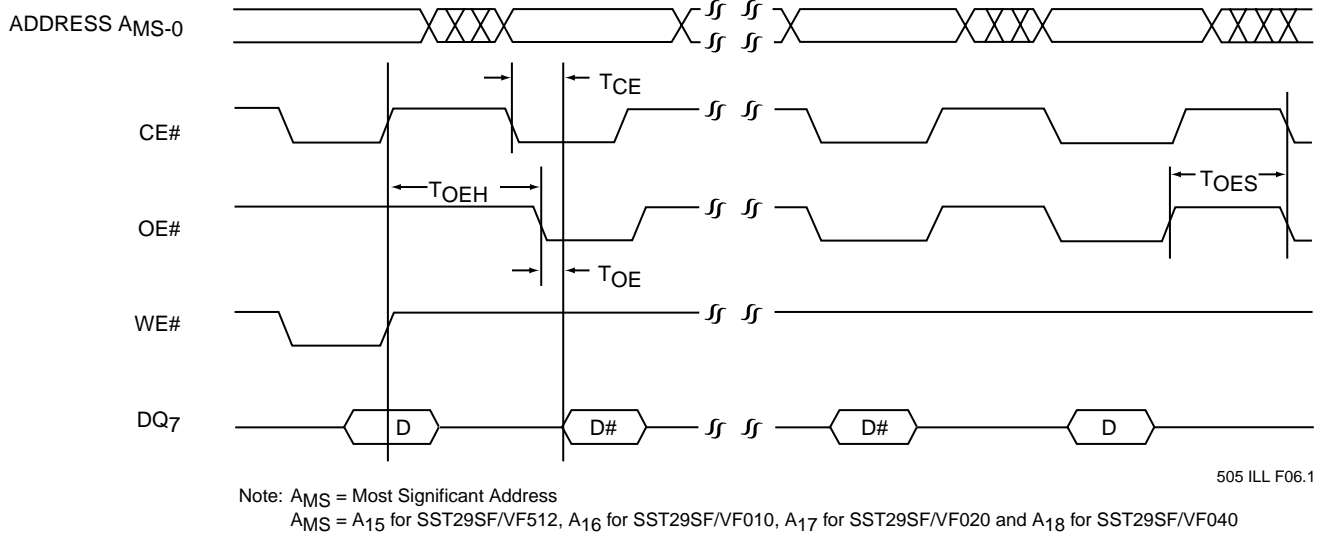 ADDRESS AMS-0
TCE
CE#
TOEH
TOES
OE#
TOE
WE#
DQ7
D
D#
D#
D
505 ILL F06.1
Note: AMS = Most Significant Address
AMS = A15 for SST29SF/VF512, A16 for SST29SF/VF010, A17 for SST29SF/VF020 and A18 for SST29SF/VF040